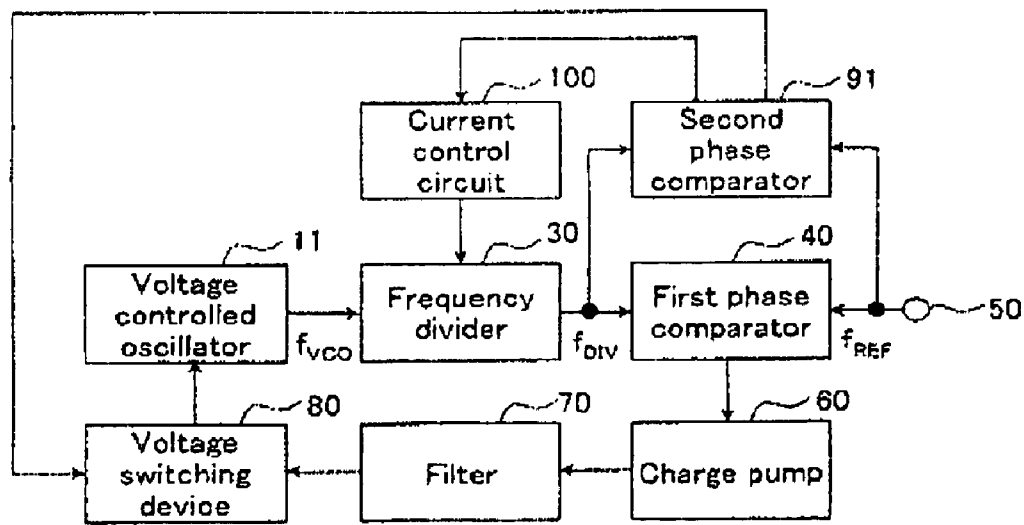 100
91
Current
control
circuit
Second
phase
comparator
11
30
40
Voltage
controlled
oscillator
fVCO
Frequency
divider
fDIV
First phase
comparator
fREF
50
80
70
60
Voltage
switching
device
Filter
Charge pump